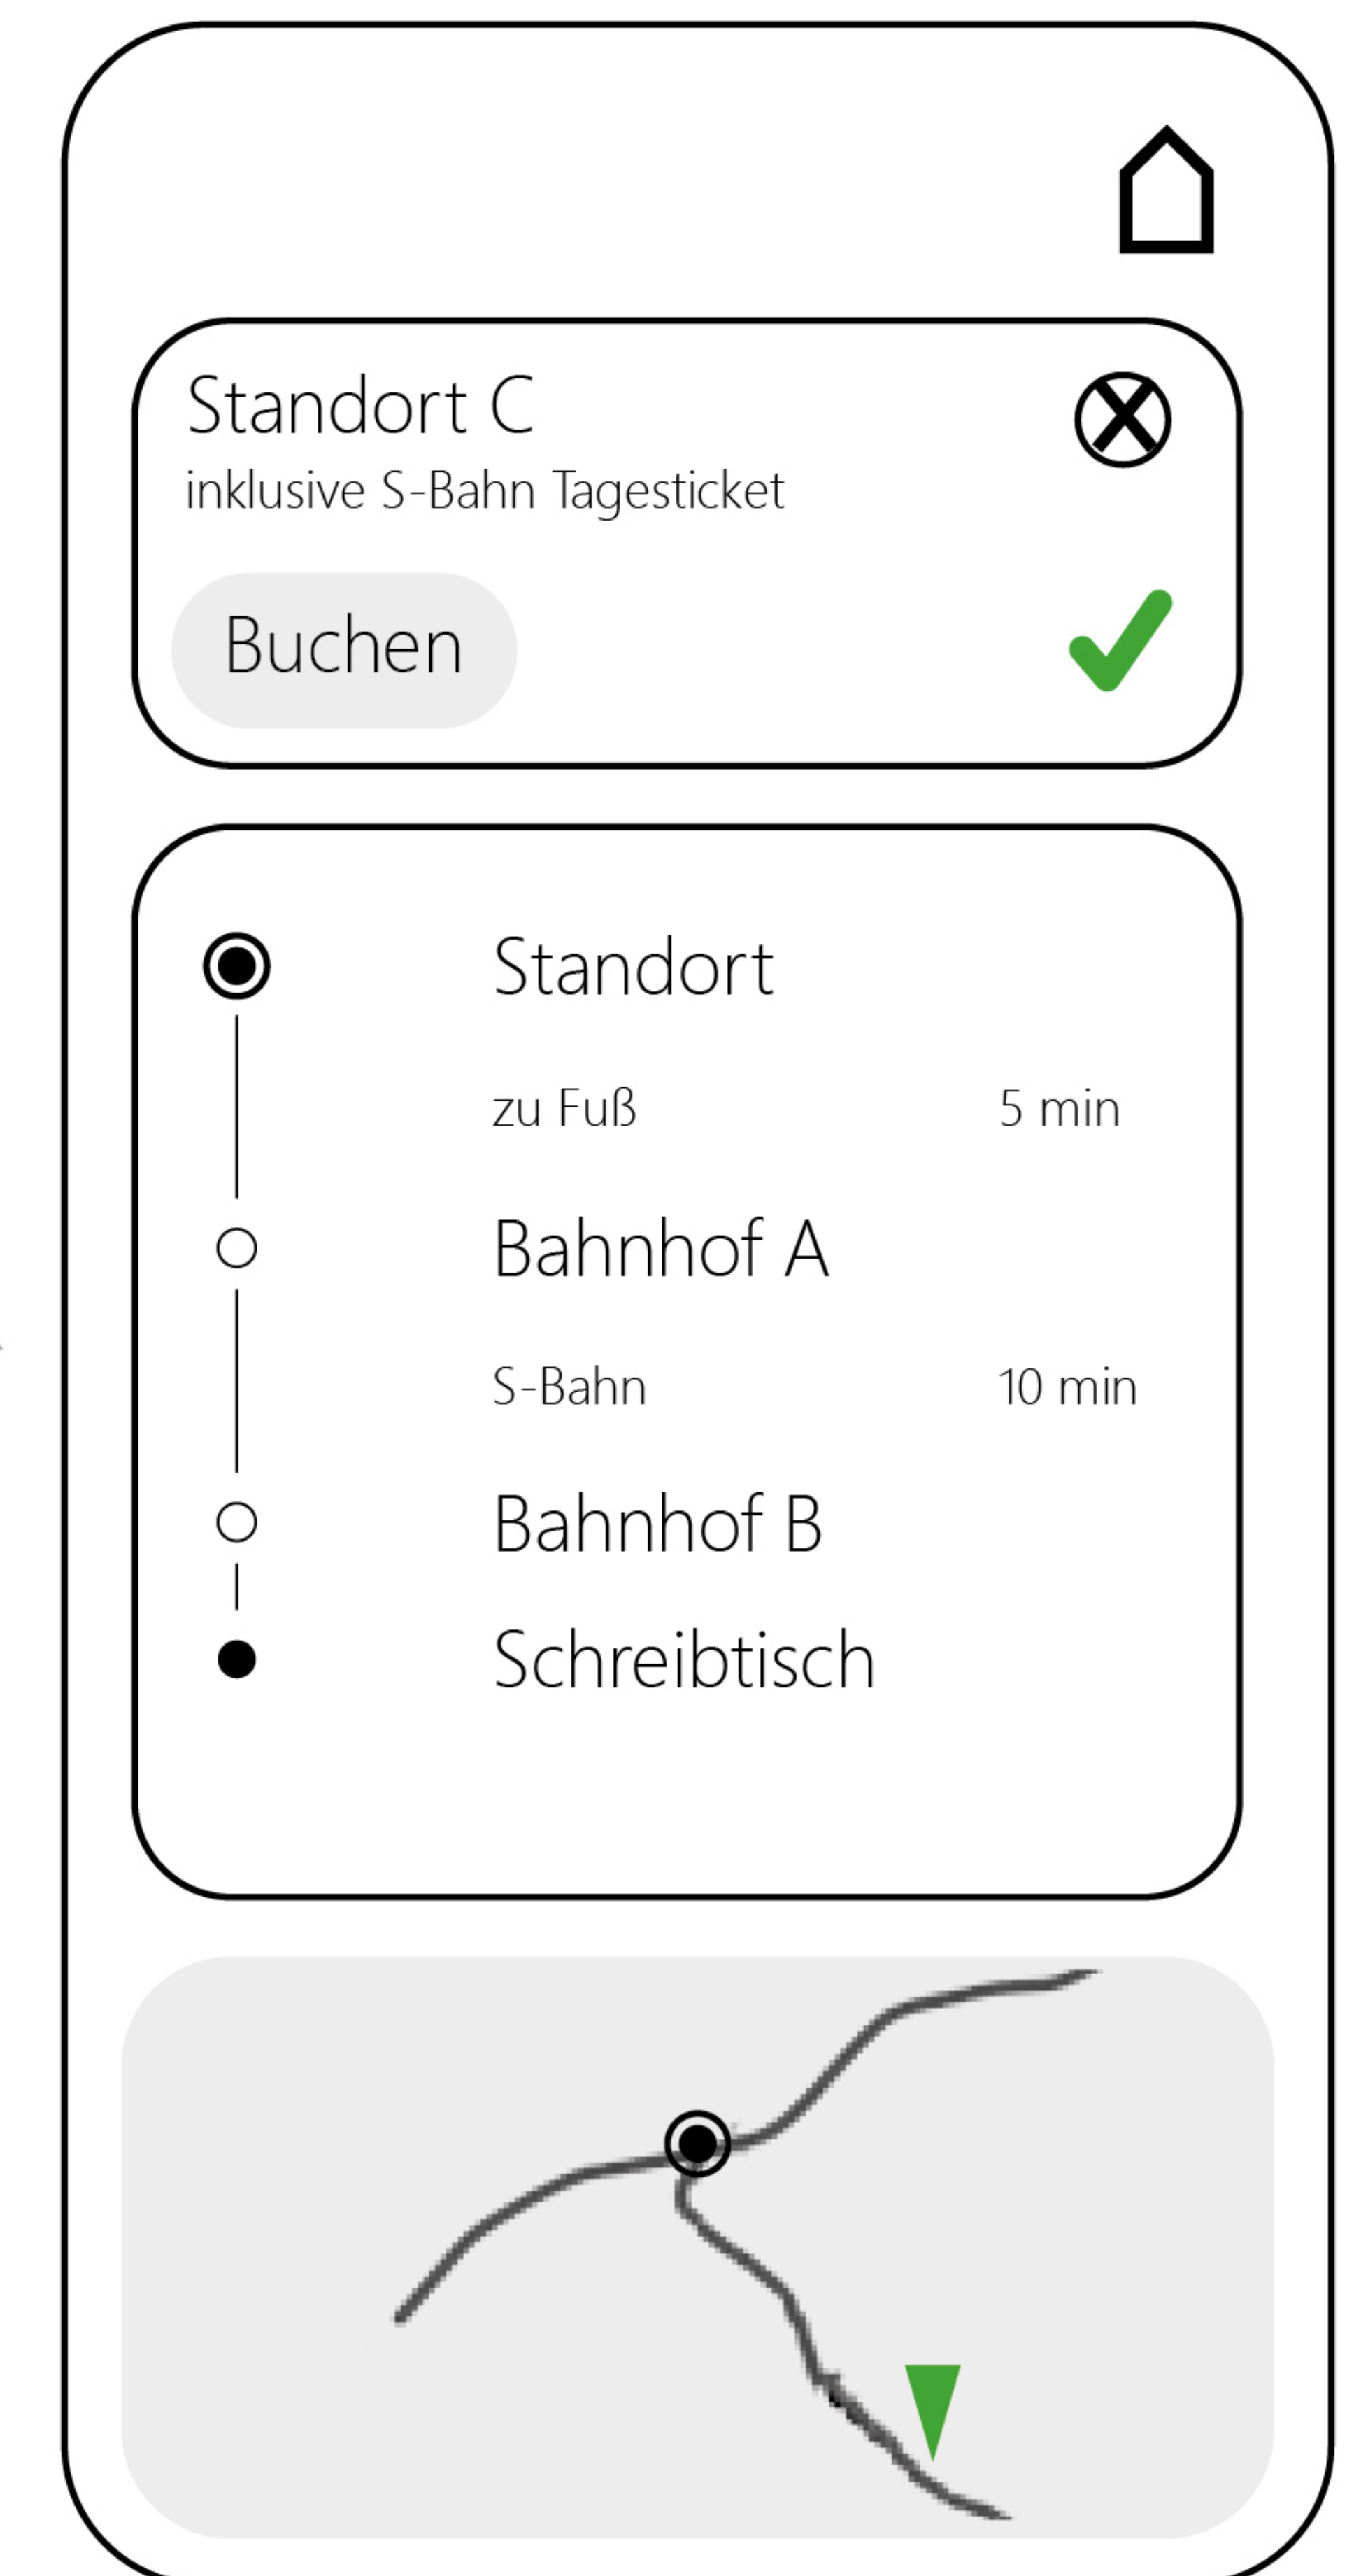 Standort C
inklusive S-Bahn Tagesticket
Buchen
Standort
zu Fuß 5 min
Bahnhof A
S-Bahn 10 min
Bahnhof B
Schreibtisch